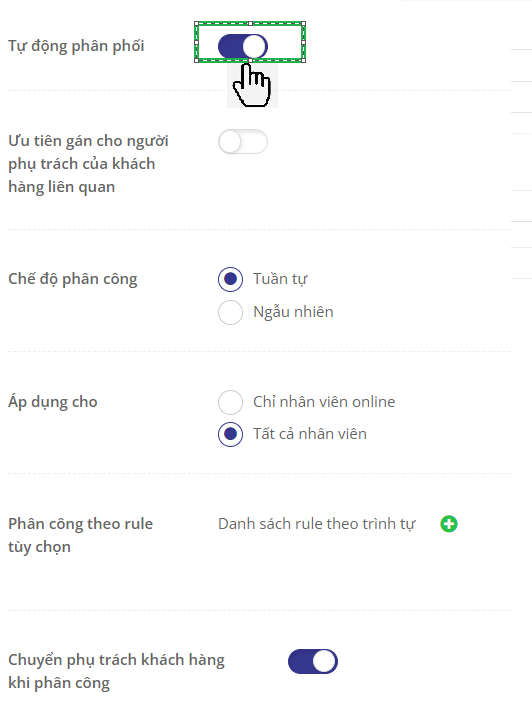 Tự động phân phối
Ưu tiên gán cho người
phụ trách của khách
hàng liên quan
Chế độ phân công
Tuần tự
Ngẫu nhiên
Áp dụng cho
Chỉ nhân viên online
Tất cả nhân viên
Phân công theo rule
tùy chọn
Danh sách rule theo trình tự
Chuyển phụ trách khách hàng
khi phân công